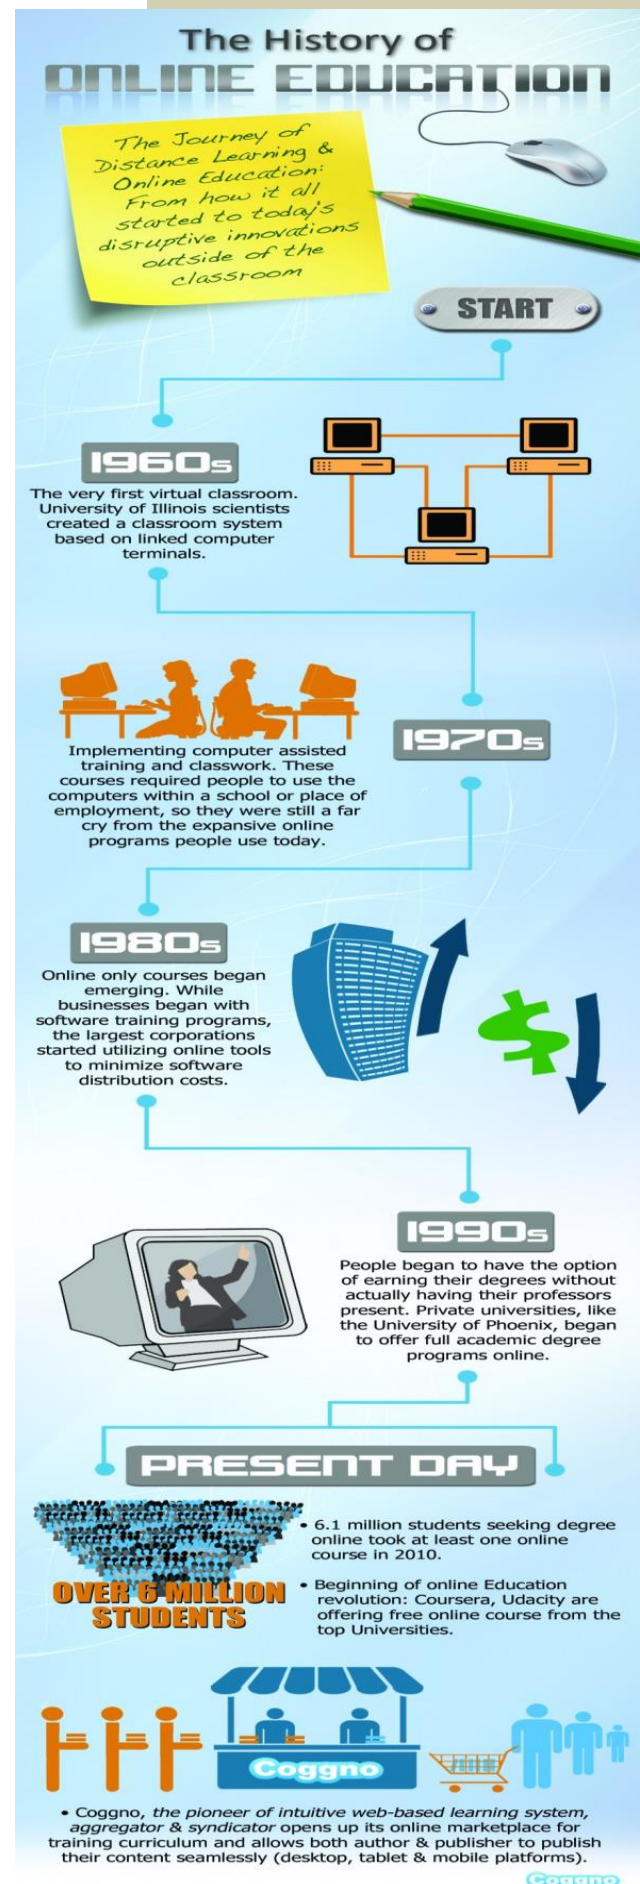 The History of
ONLINE EDUCATION
The Journey of
Distance Learning &
Online Education:
From how it all
started to today's
disruptive innovations
outside of the
classroom
START
1960s
The very first virtual classroom.
University of Illinois scientists
created a classroom system
based on linked computer
terminals.
1970s
Implementing computer assisted
training and classwork. These
courses required people to use the
computers within a school or place of
employment, so they were still a far
cry from the expansive online
programs people use today.
1980s
Online only courses began
emerging. While
businesses began with
software training programs,
the largest corporations
started utilizing online tools
to minimize software
distribution costs.
$
1990s
People began to have the option
of earning their degrees without
actually having their professors
present. Private universities, like
the University of Phoenix, began
to offer full academic degree
programs online.
PRESENT DAY
OVER 6 MILLION
STUDENTS
• 6.1 million students seeking degree
online took at least one online
course in 2010.
• Beginning of online Education
revolution: Coursera, Udacity are
offering free online course from the
top Universities.
Coggno
• Coggno, the pioneer of intuitive web-based learning system,
aggregator & syndicator opens up its online marketplace for
training curriculum and allows both author & publisher to publish
their content seamlessly (desktop, tablet & mobile platforms).
Coggno